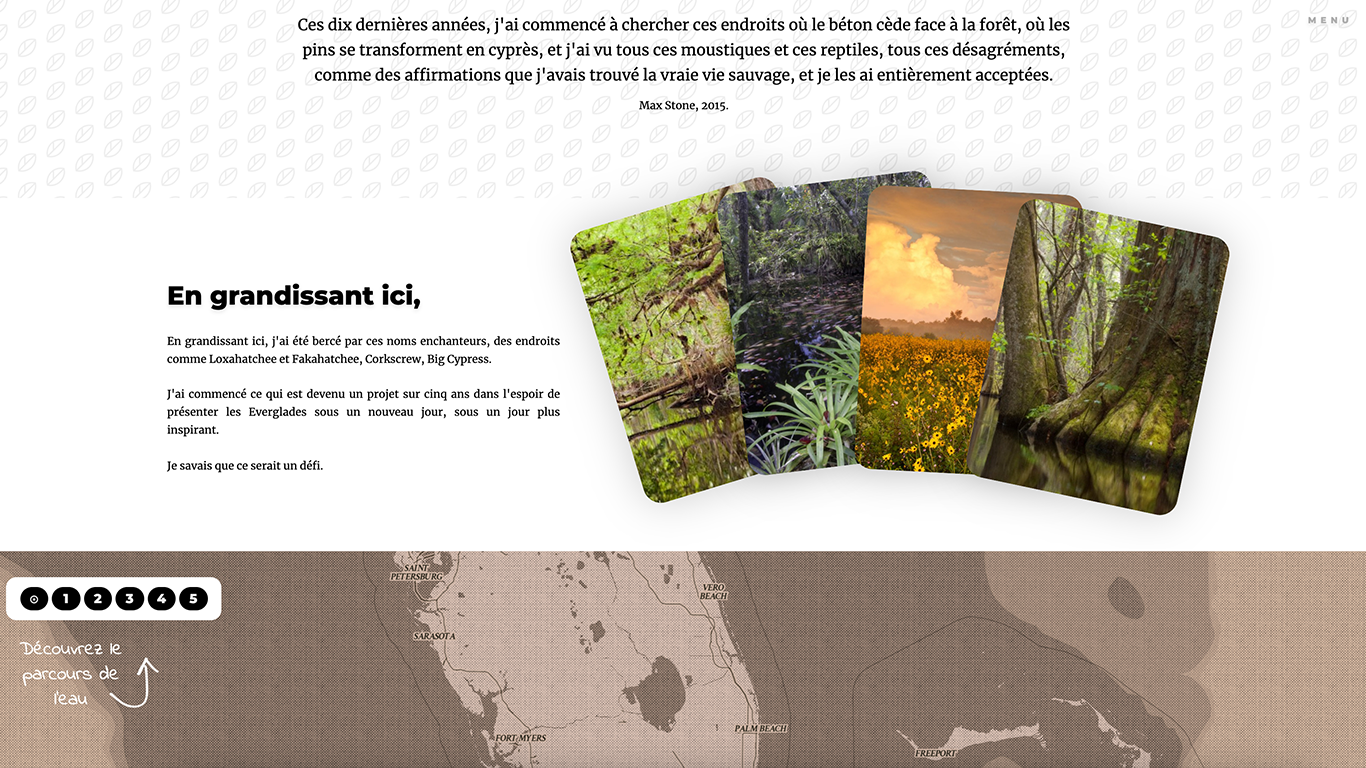 MENU
Ces dix dernières années, j'ai commencé à chercher ces endroits où le béton cède face à la forêt, où les
pins se transforment en cyprès, et j'ai vu tous ces moustiques et ces reptiles, tous ces désagréments,
comme des affirmations que j'avais trouvé la vraie vie sauvage, et je les ai entièrement acceptées.
Max Stone, 2015.
En grandissant ici,
En grandissant ici, j'ai été bercé par ces noms enchanteurs, des endroits
comme Loxahatchee et Fakahatchee, Corkscrew, Big Cypress.
J'ai commencé ce qui est devenu un projet sur cinq ans dans l'espoir de
présenter les Everglades sous un nouveau jour, sous un jour plus
inspirant.
Je savais que ce serait un défi.
1 2 3 4 5
Découvrez le
parcours de
l'eau
SAINT
PETERSBURG
VERO
BEACH
SARASOTA
1
PALM BEACH
FORT MYERS
FREEPORT